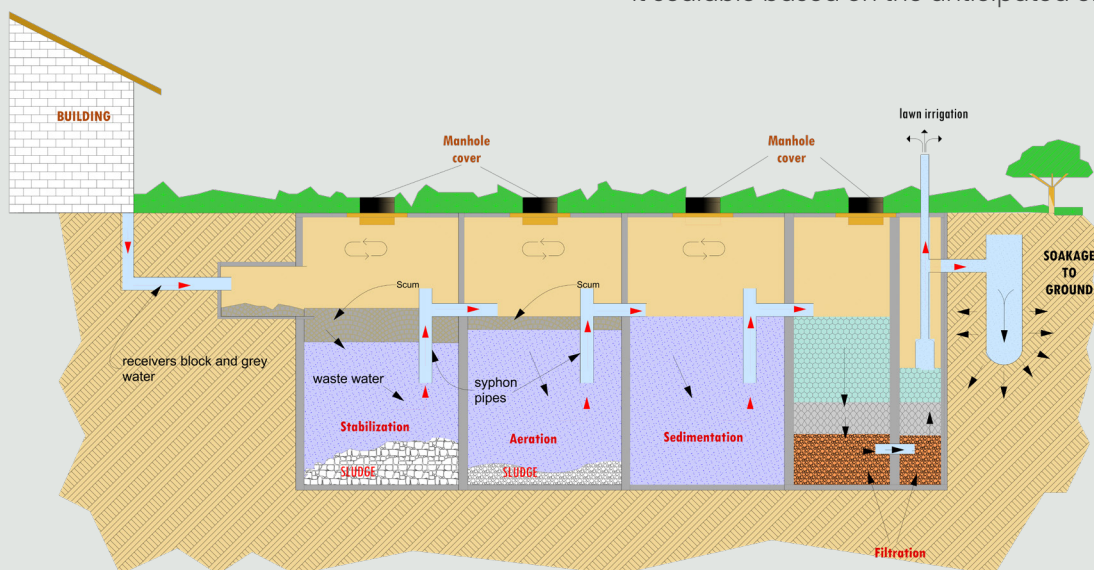 BUILDING
Manhole
cover
Manhole
cover
lawn irrigation
Scum
Scum
SOAKAGE
TO
GROUND
receivers block and grey
water
waste water
syphon
pipes
Stabilization
Aeration
Sedimentation
SLUDGE
SLUDGE
Filtration